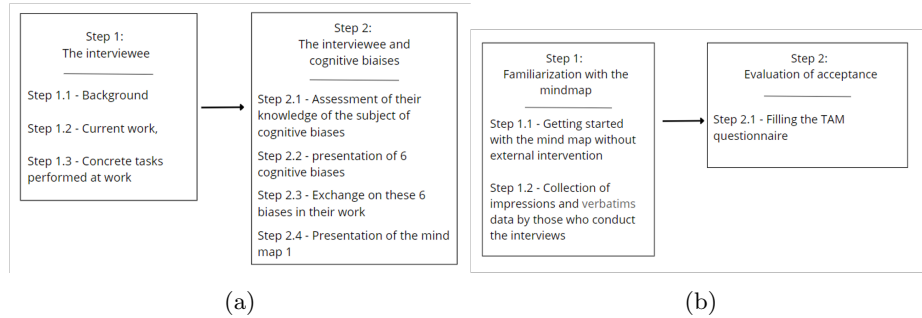 Step 1:
The interviewee
Step 1.1 - Background
Step 1.2 - Current work,
Step 1.3 - Concrete tasks
performed at work
Step 2:
The interviewee and
cognitive biaises
Step 2.1 - Assessment of their
knowledge of the subject of
cognitive biases
Step 2.2 - presentation of 6
cognitive biases
Step 2.3 - Exchange on these 6
biases in their work
Step 2.4 - Presentation of the mind
map 1
(a)
Step 1:
Familiarization with the
mindmap
Step 1.1 - Getting started
with the mind map without
external intervention
Step 1.2 - Collection of
impressions and verbatims
data by those who conduct
the interviews
Step 2:
Evaluation of acceptance
Step 2.1 - Filling the TAM
questionnaire
(b)